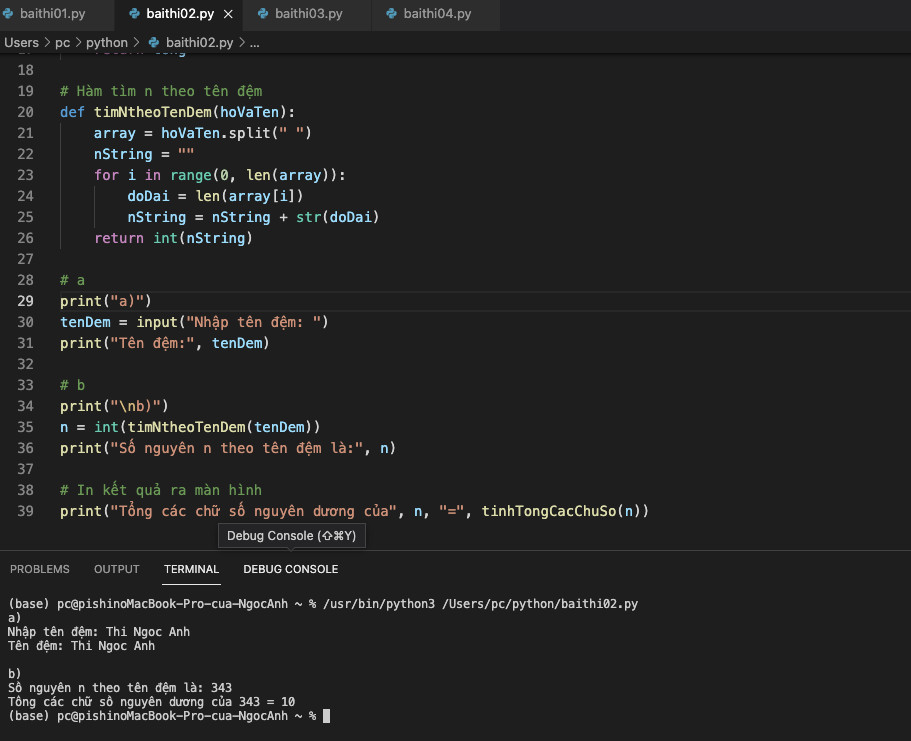 baithi01.py baithi02.py baithi03.py baithi04.py
Users > pc > python > baithi02.py > ...
18
19 # Hàm tìm n theo tên đệm
20 def timNtheoTenDem(hoVaTen):
21 array = hoVaTen.split(" ")
22 nString = ""
23 for i in range(0, len(array)):
24 doDai = len(array[i])
25 nString = nString + str(doDai)
26 return int(nString)
27
28 # a
29 print("a)")
30 tenDem = input("Nhập tên đệm: ")
31 print("Tên đệm:", tenDem)
32
33 # b
34 print("\nb)")
35 n = int(timNtheoTenDem(tenDem))
36 print("Số nguyên n theo tên đệm là:", n)
37
38 # In kết quả ra màn hình
39 print("Tổng các chữ số nguyên dương của", n, "=", tinhTongCacChuSo(n))
Debug Console (⇧⌘Y)
PROBLEMS OUTPUT TERMINAL DEBUG CONSOLE
(base) pc@pishinoMacBook-Pro-cua-NgocAnh ~ % /usr/bin/python3 /Users/pc/python/baithi02.py
a)
Nhập tên đệm: Thi Ngoc Anh
Tên đệm: Thi Ngoc Anh
b)
Số nguyên n theo tên đệm là: 343
Tổng các chữ số nguyên dương của 343 = 10
(base) pc@pishinoMacBook-Pro-cua-NgocAnh ~ %